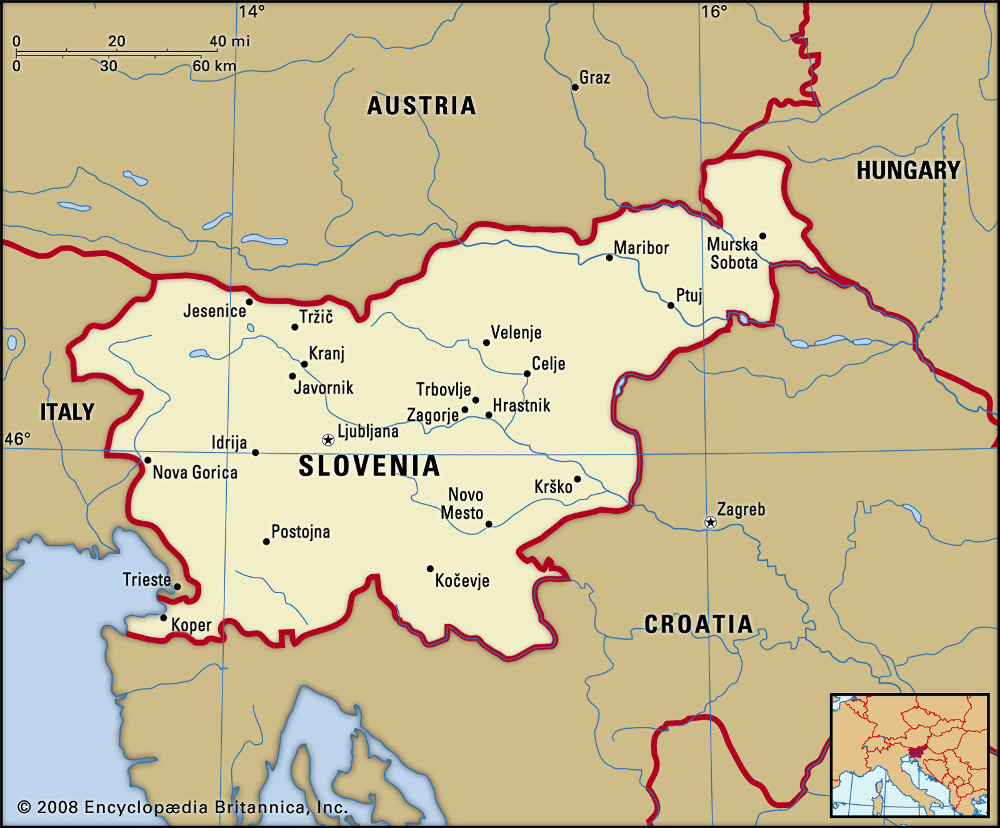 14°
16°
0 20 40 mi
0 30 60 km
Graz
AUSTRIA
HUNGARY
Maribor
Murska
Sobota
Ptuj
Jesenice
Tržič
Velenje
Kranj
Celje
Javornik
Trbovlje
Hrastnik
Zagorje
ITALY
Ljubljana
46°
Idrija
SLOVENIA
Nova Gorica
Krško
Novo
Mesto
Zagreb
Postojna
Trieste
Kočevje
Koper
CROATIA
© 2008 Encyclopædia Britannica, Inc.